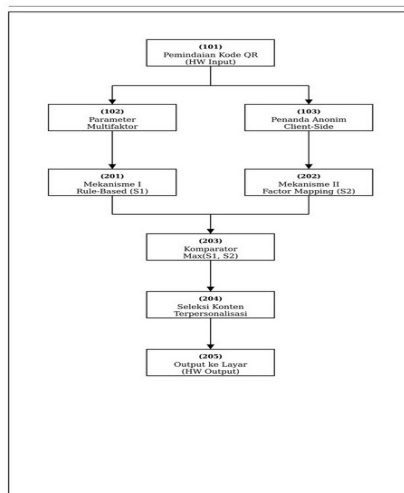 (101)
Pemindaian Kode QR
(HW Input)
(102)
Parameter
Multifaktor
(103)
Penanda Anonim
Client-Side
(201)
Mekanisme I
Rule-Based (S1)
(202)
Mekanisme II
Factor Mapping (S2)
(203)
Komparator
Max(S1, S2)
(204)
Seleksi Konten
Terpersonalisasi
(205)
Output ke Layar
(HW Output)